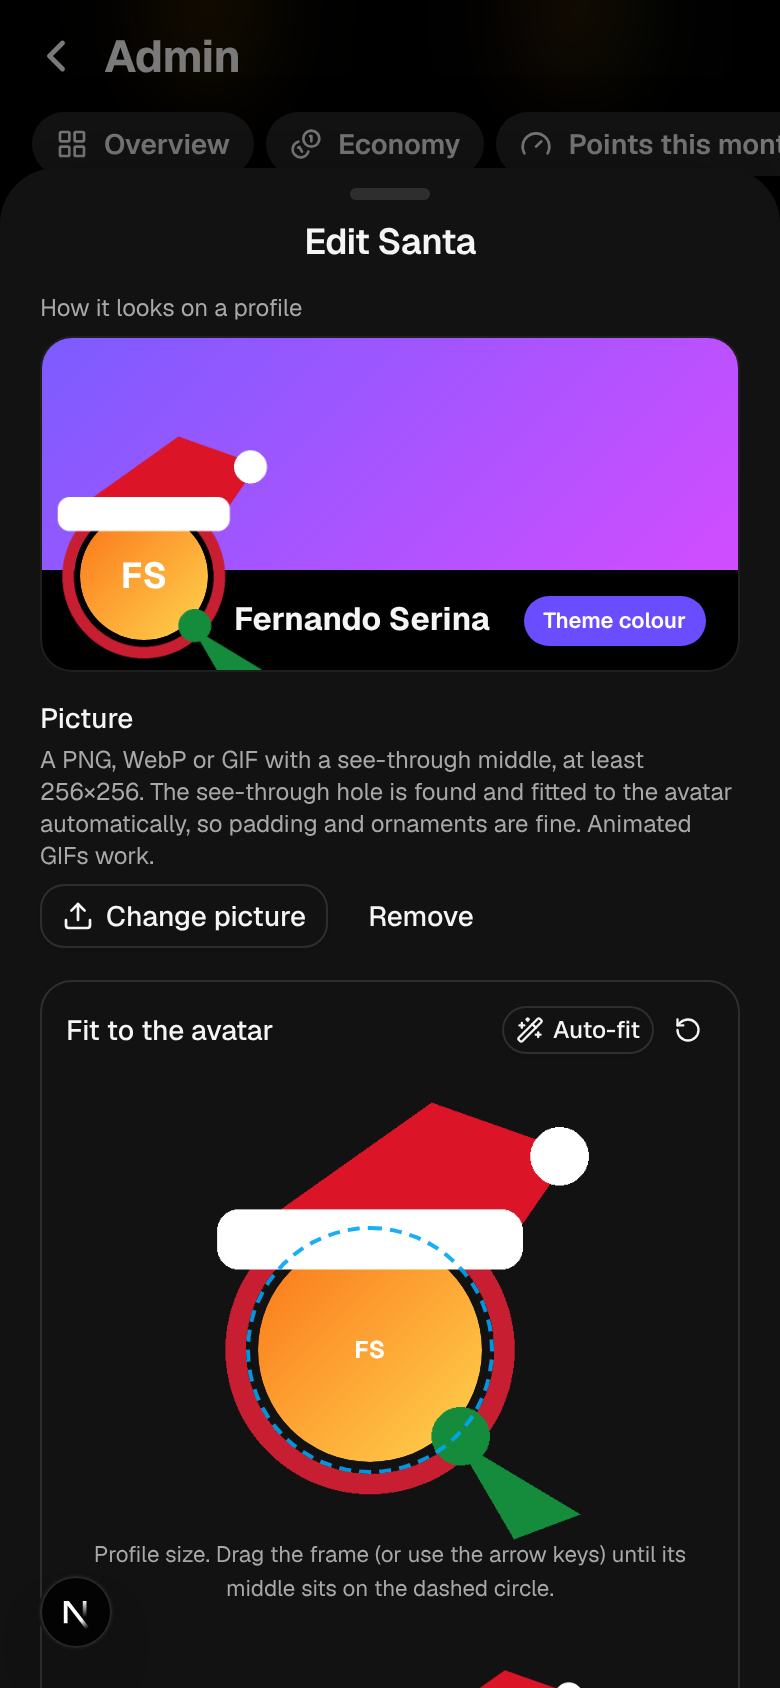 Admin
Overview
Economy
Points this mont
Edit Santa
How it looks on a profile
FS
Fernando Serina
Theme colour
Picture
A PNG, WebP or GIF with a see-through middle, at least
256×256. The see-through hole is found and fitted to the avatar
automatically, so padding and ornaments are fine. Animated
GIFs work.
Change picture
Remove
Fit to the avatar
Auto-fit
FS
Profile size. Drag the frame (or use the arrow keys) until its
middle sits on the dashed circle.
N